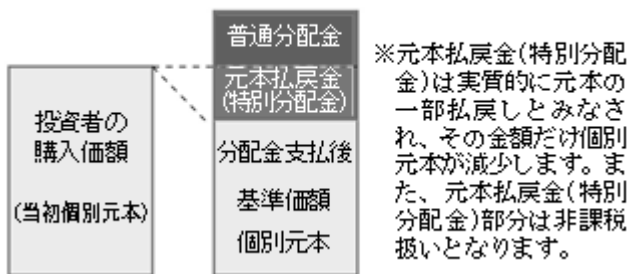 投資者の
購入価額
(当初個別元本)
普通分配金
元本払戻金
(特別分配金)
分配金支払後
基準価額
個別元本
※元本払戻金(特別分配
金)は実質的に元本の
一部払戻しとみなさ
れ、その金額だけ個別
元本が減少します。ま
た、元本払戻金(特別
分配金)部分は非課税
扱いとなります。